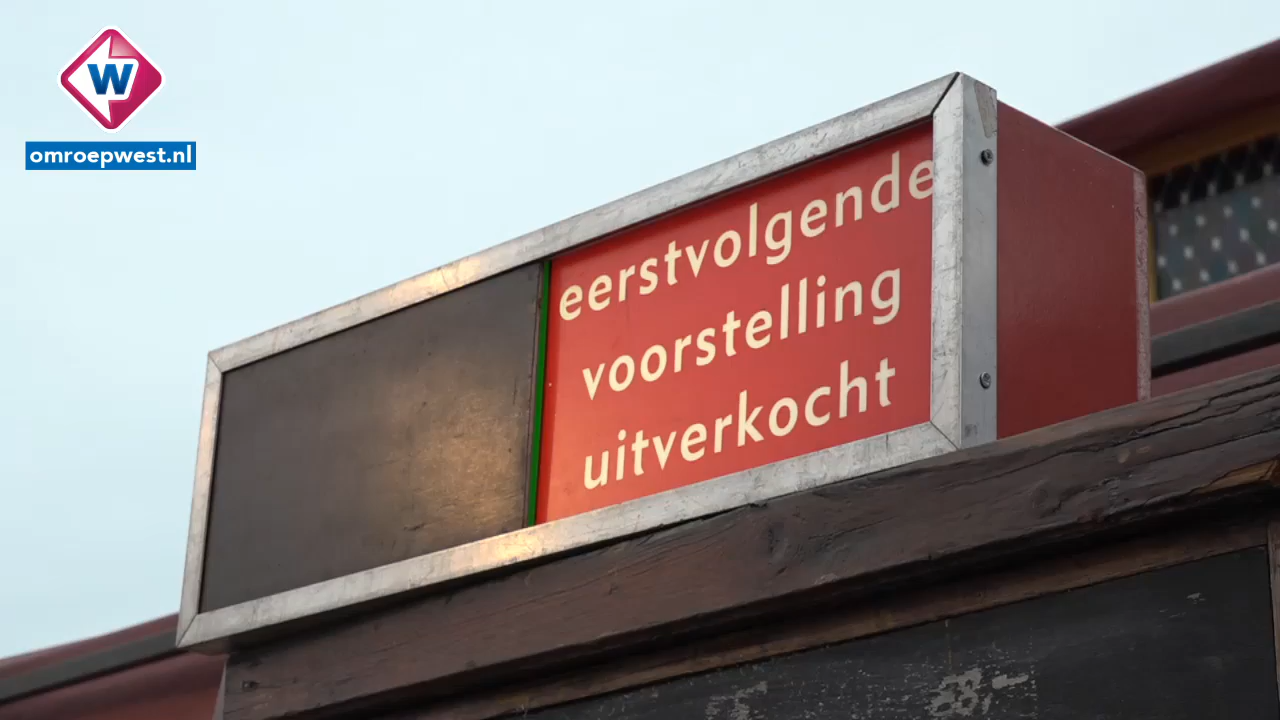 W
omroepwest.nl
eerstvolgende
voorstelling
uitverkocht